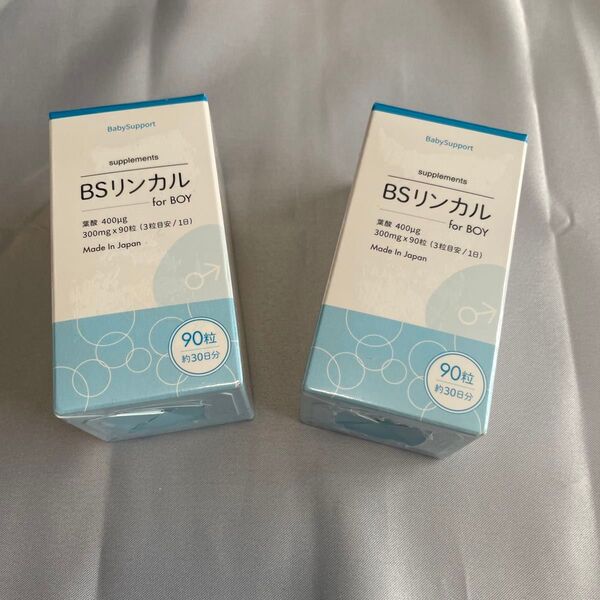 BabySupport
supplements
BSリンカル
for BOY
葉酸 400μg
300mg x 90粒 (3粒目安/1日)
Made In Japan
90粒
約30日分
BabySupport
supplements
BSリンカル
for BOY
葉酸 400μg
300mg x 90粒 (3粒目安/1日)
Made In Japan
90粒
約30日分